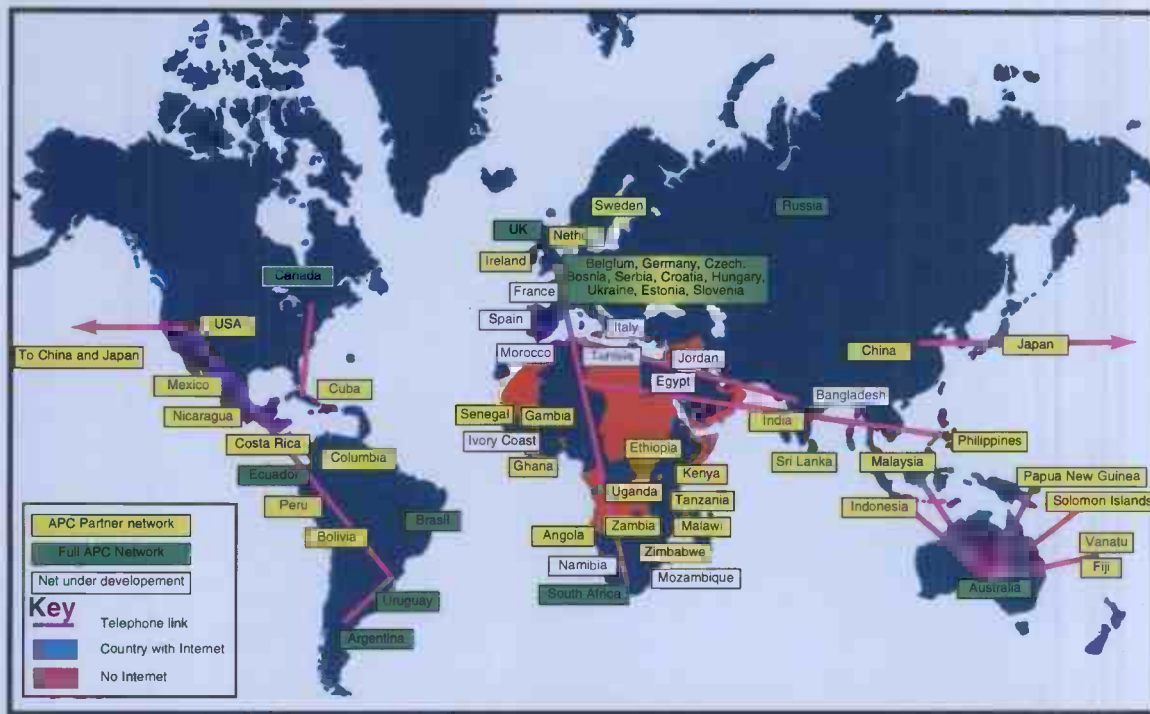 Sweden
Russia
UK
Ireland
Belgium, Germany, Czech.
Bosnia, Serbia, Croatia, Hungary,
Ukraine, Estonia, Slovenia
Canada
France
Spain
Italy
USA
To China and Japan
Morocco
Jordan
China
Japan
Mexico
Cuba
Egypt
Bangladesh
Nicaragua
Senegal
Gambia
India
Costa Rica
Ivory Coast
Philippines
Columbia
Ghana
Ethiopia
Sri Lanka
Malaysia
Ecuador
Kenya
Papua New Guinea
Peru
Uganda
Tanzania
Indonesia
Solomon Islands
Brasil
Bolivia
Angola
Zambia
Malawi
Vanatu
Fiji
Zimbabwe
Namibia
Mozambique
South Africa
Australia
Uruguay
Argentina
APC Partner network
Full APC Network
Net under developement
Key
Telephone link
Country with Internet
No Internet